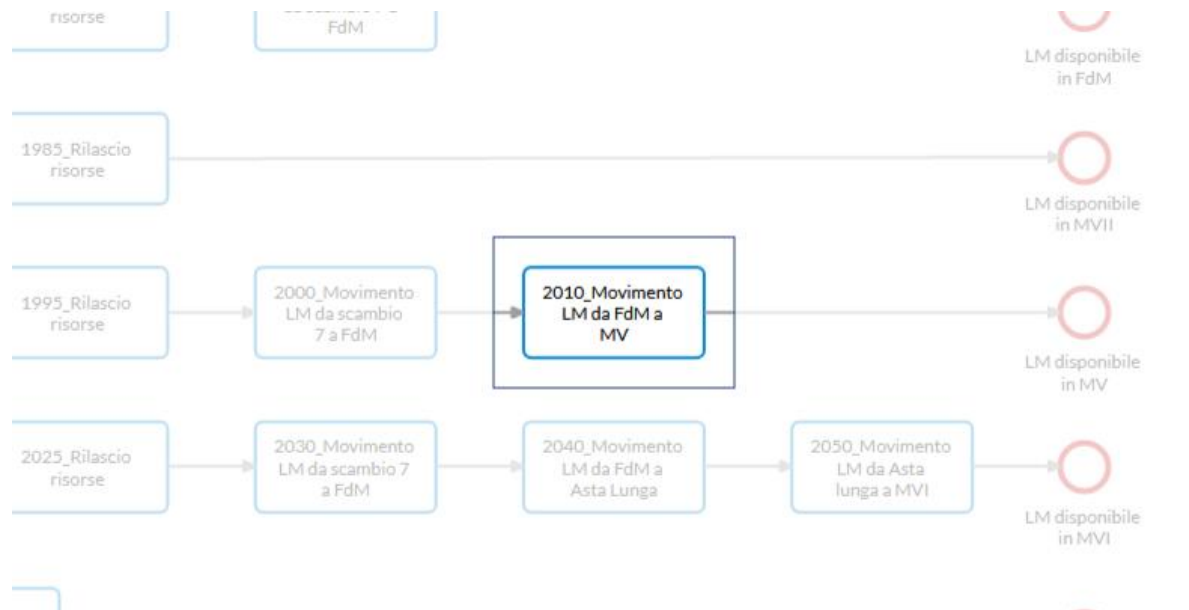 risorse
FdM
LM disponibile
in FdM
1985_Rilascio
risorse
LM disponibile
in MVII
1995_Rilascio
risorse
2000_Movimento
LM da scambio
7 a FdM
2010_Movimento
LM da FdM a
MV
LM disponibile
in MV
2025_Rilascio
risorse
2030_Movimento
LM da scambio 7
a FdM
2040_Movimento
LM da FdM a
Asta Lunga
2050_Movimento
LM da Asta
lunga a MVI
LM disponibile
in MVI